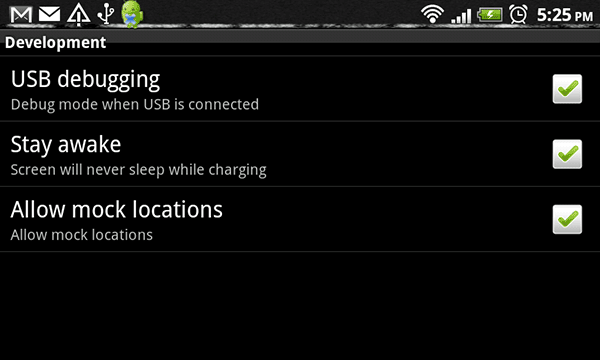 5:25 PM
Development
USB debugging
Debug mode when USB is connected
Stay awake
Screen will never sleep while charging
Allow mock locations
Allow mock locations